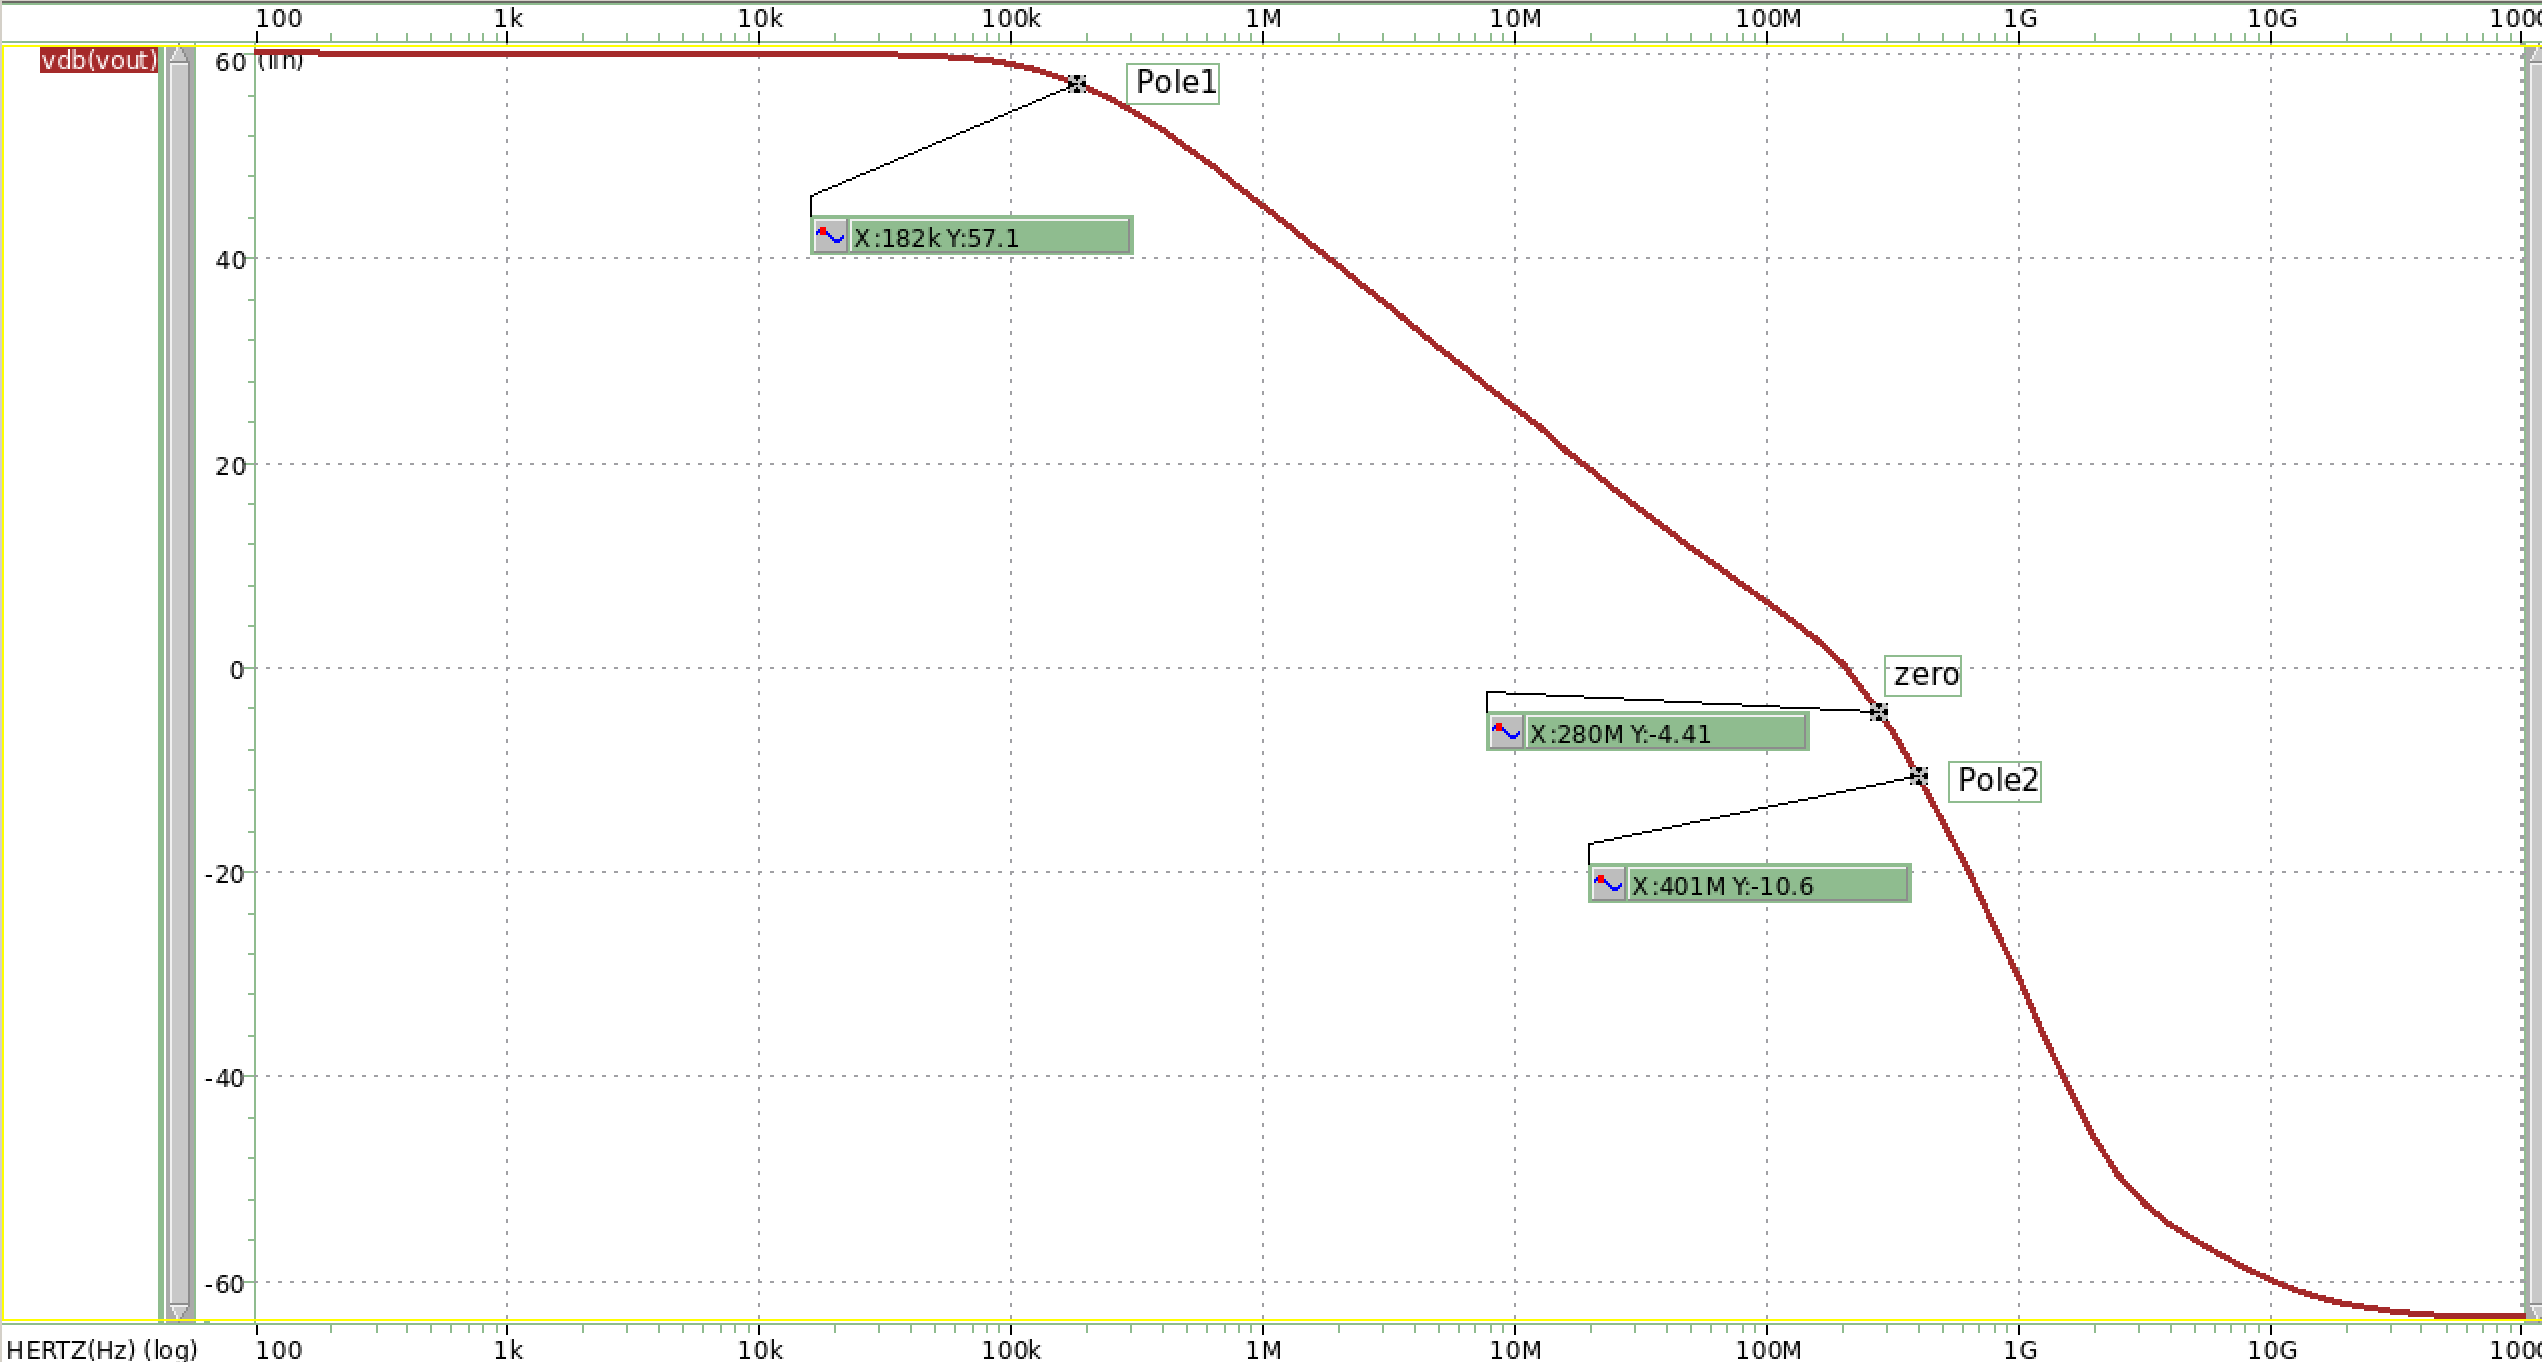 100 1k 10k 100k 1M 10M 100M 1G 10G
vdb(vout)
60
Pole1
X:182k Y:57.1
40
20
0
zero
X:280M Y:-4.41
Pole2
X:401M Y:-10.6
-20
-40
-60
HERTZ(Hz) (log) 100 1k 10k 100k 1M 10M 100M 1G 10G